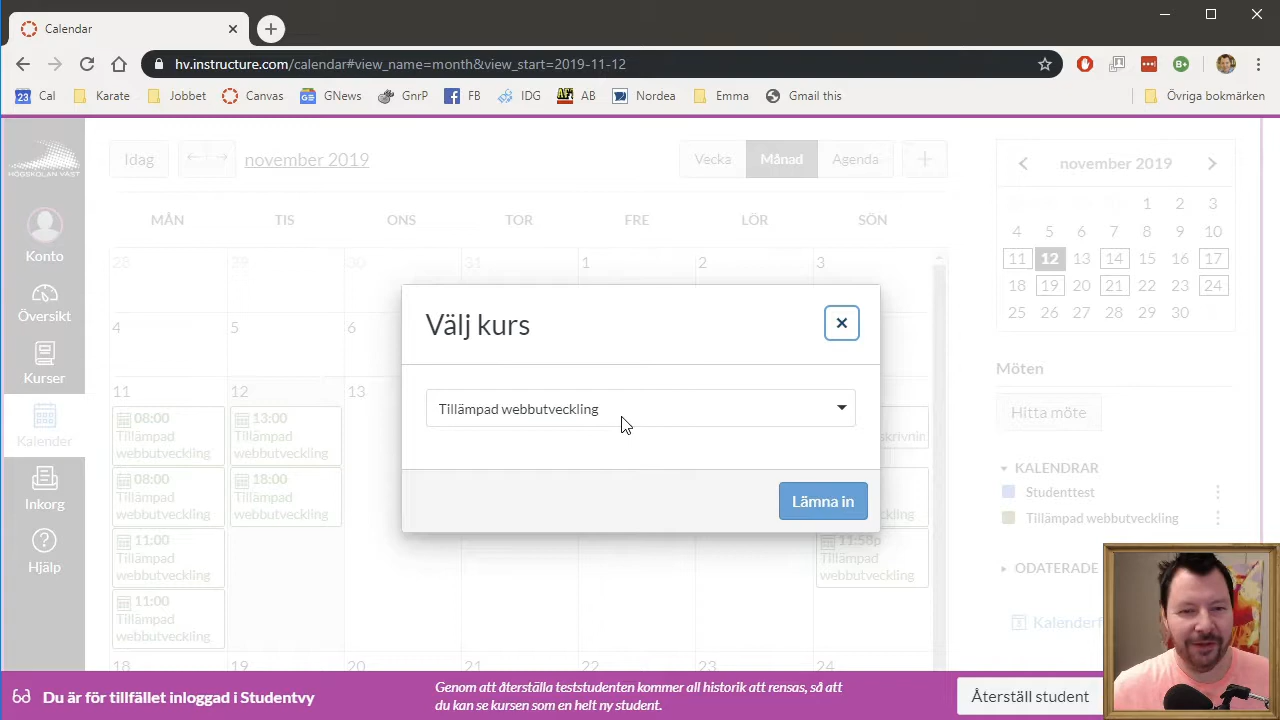 Calendar
hv.instructure.com/calendar#view_name=month&view_start=2019-11-12
23 Cal
Karate
Jobbet
Canvas
GNews
GnrP
FB
IDG
AB
Nordea
Emma
Gmail this
Övriga bokmärken
HÖGSKOLAN VÄST
Konto
Översikt
Kurser
Kalender
Inkorg
Hjälp
Idag
november 2019
Vecka
Månad
Agenda
MÅN TIS ONS TOR FRE LÖR SÖN
28 29 30 31 1 2 3
4 5 6
11 12 13
08:00
Tillämpad
webbutveckling
08:00
Tillämpad
webbutveckling
11:00
Tillämpad
webbutveckling
11:00
Tillämpad
webbutveckling
13:00
Tillämpad
webbutveckling
18:00
Tillämpad
webbutveckling
11:58p
Tillämpad
webbutveckling
18 19 20 21 22 23 24
Välj kurs
Tillämpad webbutveckling
Lämna in
november 2019
1 2 3
4 5 6 7 8 9 10
11 12 13 14 15 16 17
18 19 20 21 22 23 24
25 26 27 28 29 30
Möten
Hitta möte
KALENDRAR
Studenttest
Tillämpad webbutveckling
ODATERADE
Du är för tillfället inloggad i Studentvy
Genom att återställa teststudenten kommer all historik att rensas, så att
du kan se kursen som en helt ny student.
Återställ student